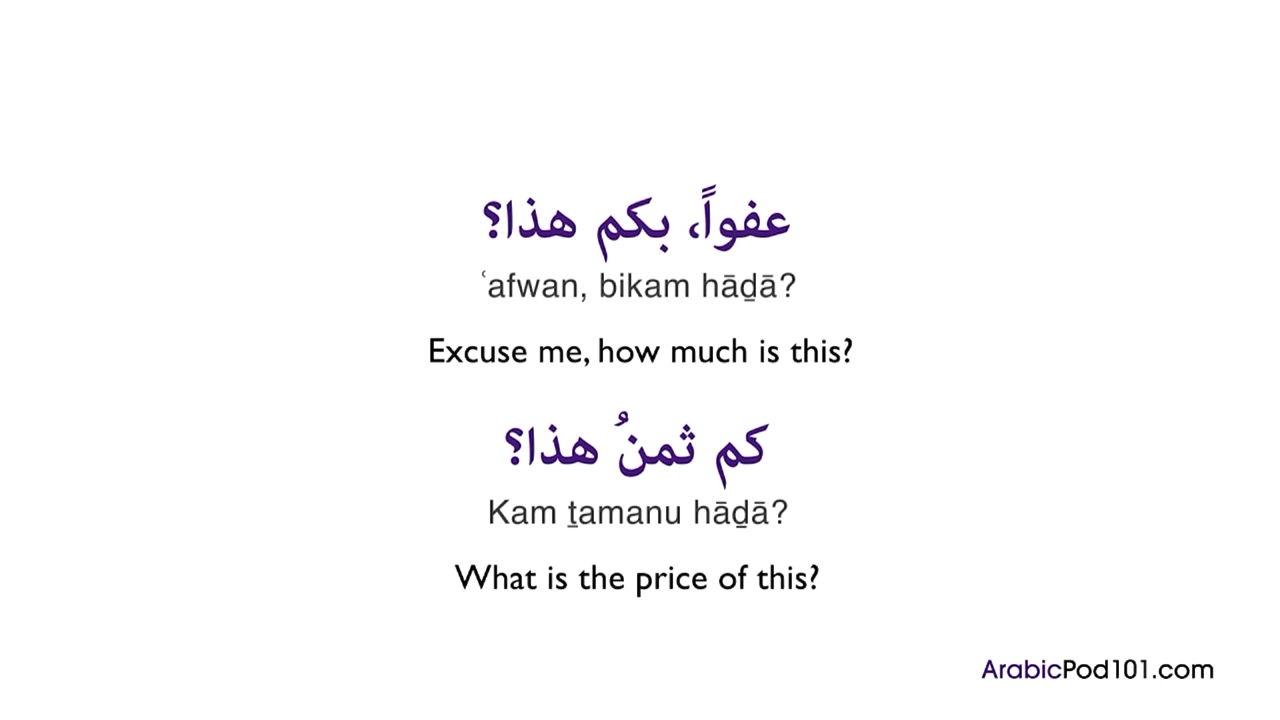 عفواً، بكم هذا؟
ʿafwan, bikam hāḏā?
Excuse me, how much is this?
كم ثمنُ هذا؟
Kam ṯamanu hāḏā?
What is the price of this?
ArabicPod101.com